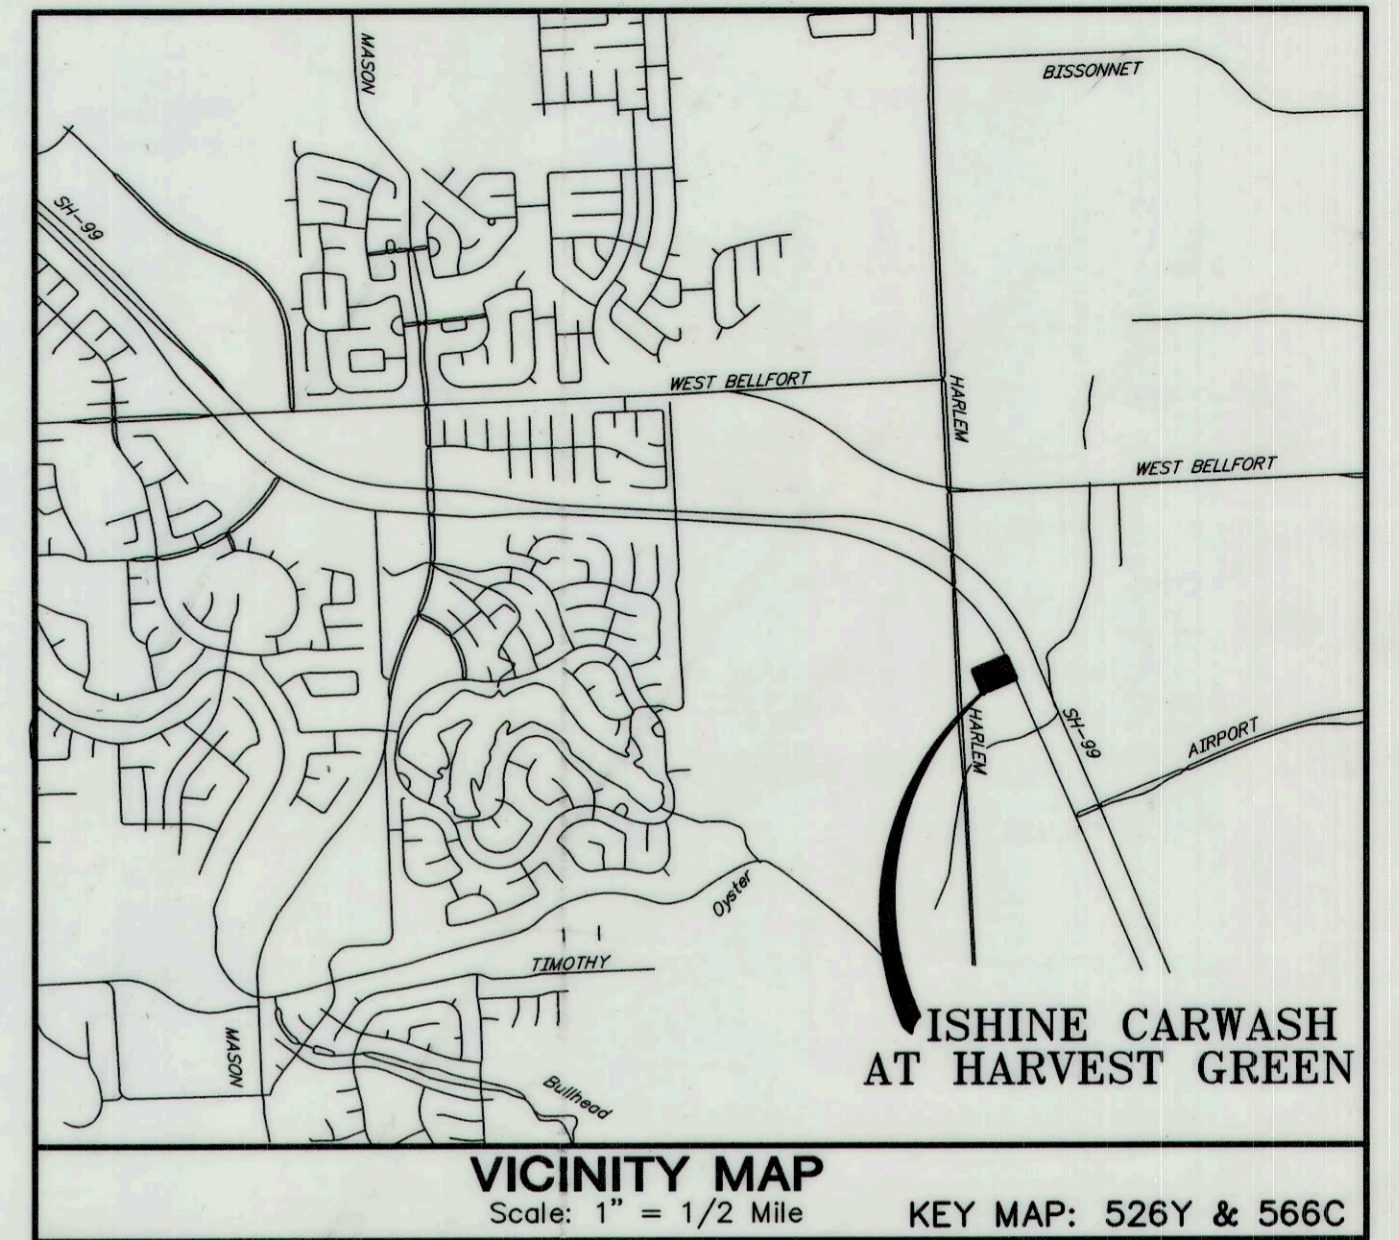 MASON
BISSONNET
SH-99
WEST BELLFORT
HARLEM
WEST BELLFORT
HARLEM
SH-99
AIRPORT
Oyster
TIMOTHY
ISHINE CARWASH
AT HARVEST GREEN
MASON
Bullhead
VICINITY MAP
Scale: 1" = 1/2 Mile
KEY MAP: 526Y & 566C